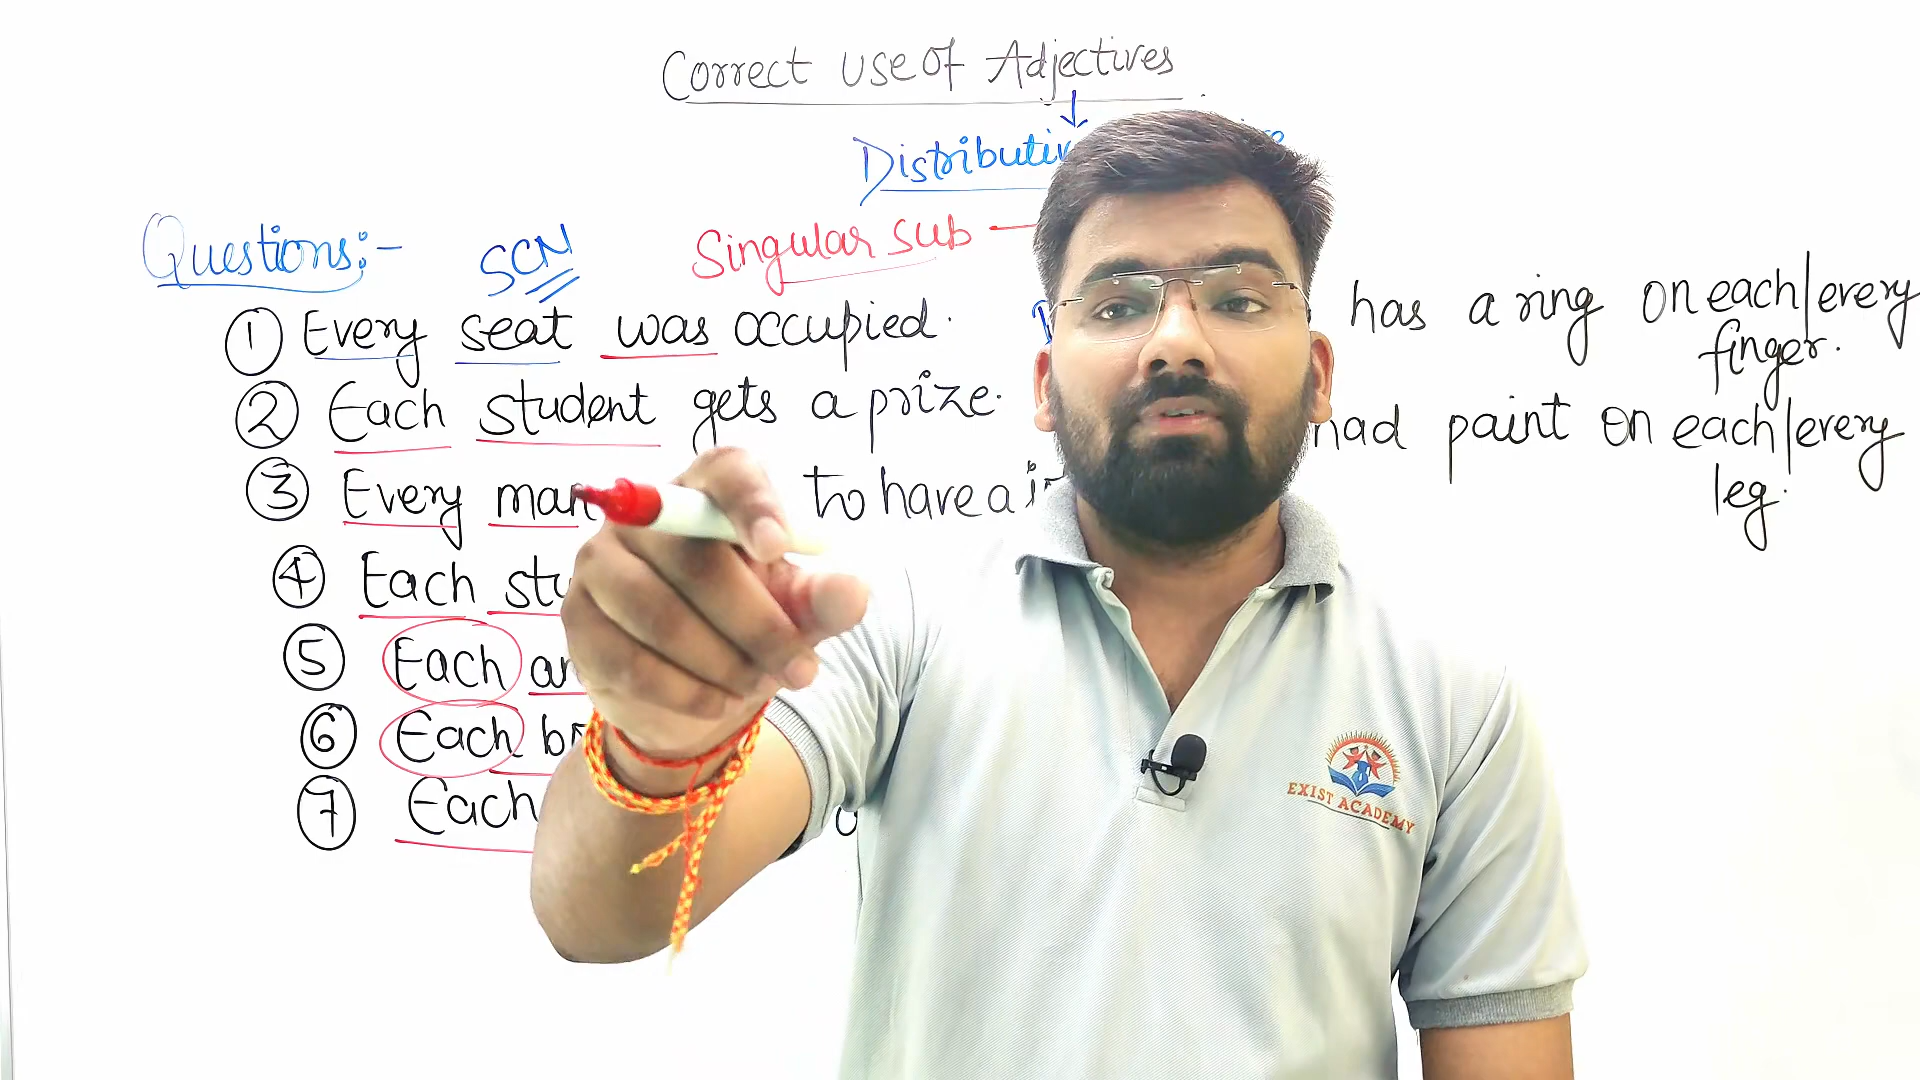 Correct use of Adjectives
Questions:- SCN Singular sub
① Every seat was occupied.
② Each student gets a prize.
③ Every man to have a
④ Each
⑤ Each
⑥ Each
⑦ Each
has a ring on each/every
finger.
had paint on each/every
leg.
EXIST ACADEMY